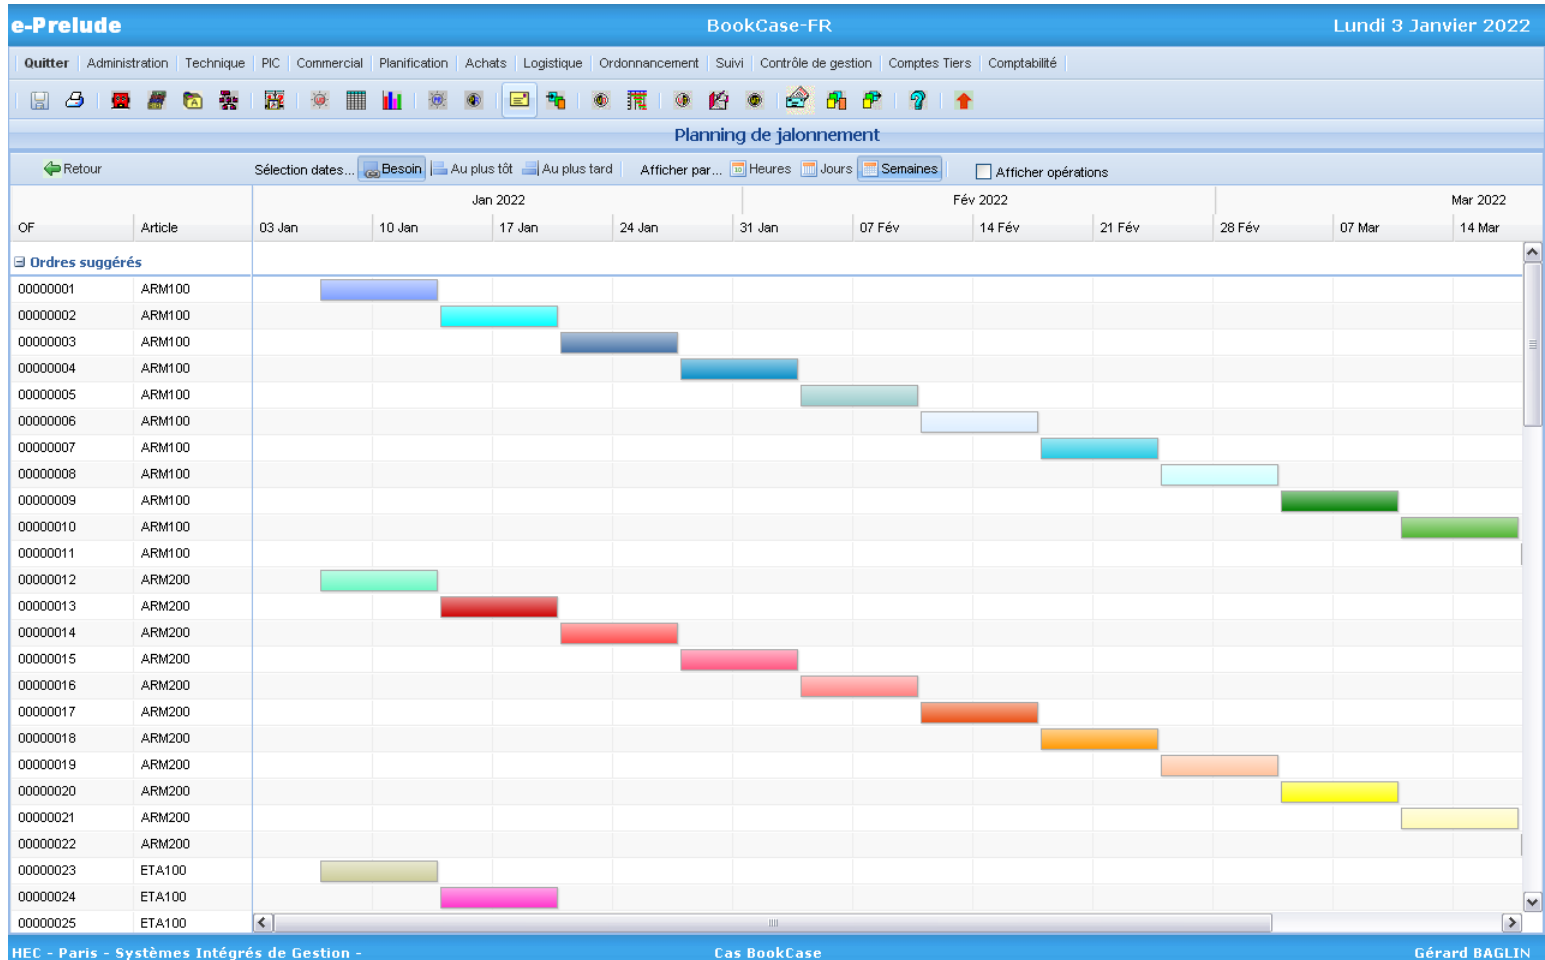 e-Prelude BookCase-FR Lundi 3 Janvier 2022
Quitter Administration Technique PIC Commercial Planification Achats Logistique Ordonnancement Suivi Contrôle de gestion Comptes Tiers Comptabilité
Planning de jalonnement
Retour Sélection dates... Besoin Au plus tôt Au plus tard Afficher par... Heures Jours Semaines Afficher opérations
Jan 2022 Fév 2022 Mar 2022
OF Article 03 Jan 10 Jan 17 Jan 24 Jan 31 Jan 07 Fév 14 Fév 21 Fév 28 Fév 07 Mar 14 Mar
Ordres suggérés
00000001 ARM100
00000002 ARM100
00000003 ARM100
00000004 ARM100
00000005 ARM100
00000006 ARM100
00000007 ARM100
00000008 ARM100
00000009 ARM100
00000010 ARM100
00000011 ARM100
00000012 ARM200
00000013 ARM200
00000014 ARM200
00000015 ARM200
00000016 ARM200
00000017 ARM200
00000018 ARM200
00000019 ARM200
00000020 ARM200
00000021 ARM200
00000022 ARM200
00000023 ETA100
00000024 ETA100
00000025 ETA100
HEC - Paris - Systèmes Intégrés de Gestion - Cas BookCase Gérard BAGLIN